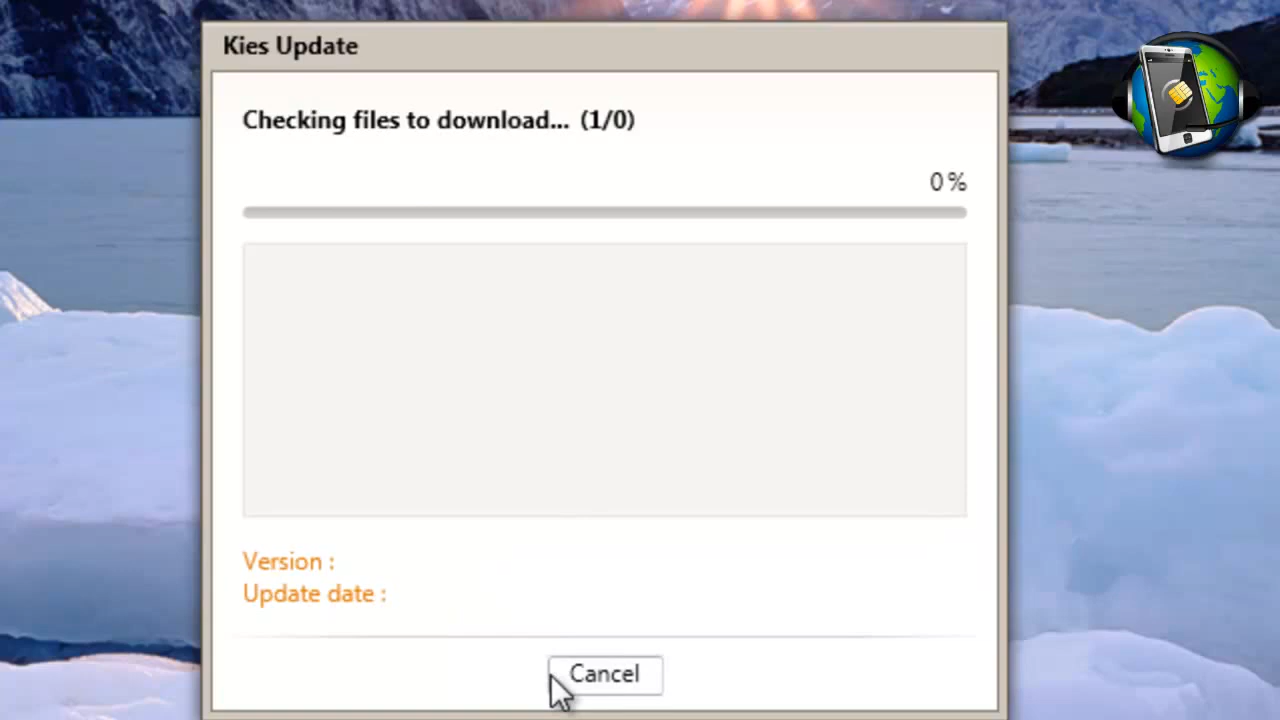 Kies Update
Checking files to download... (1/0)
0 %
Version :
Update date :
Cancel